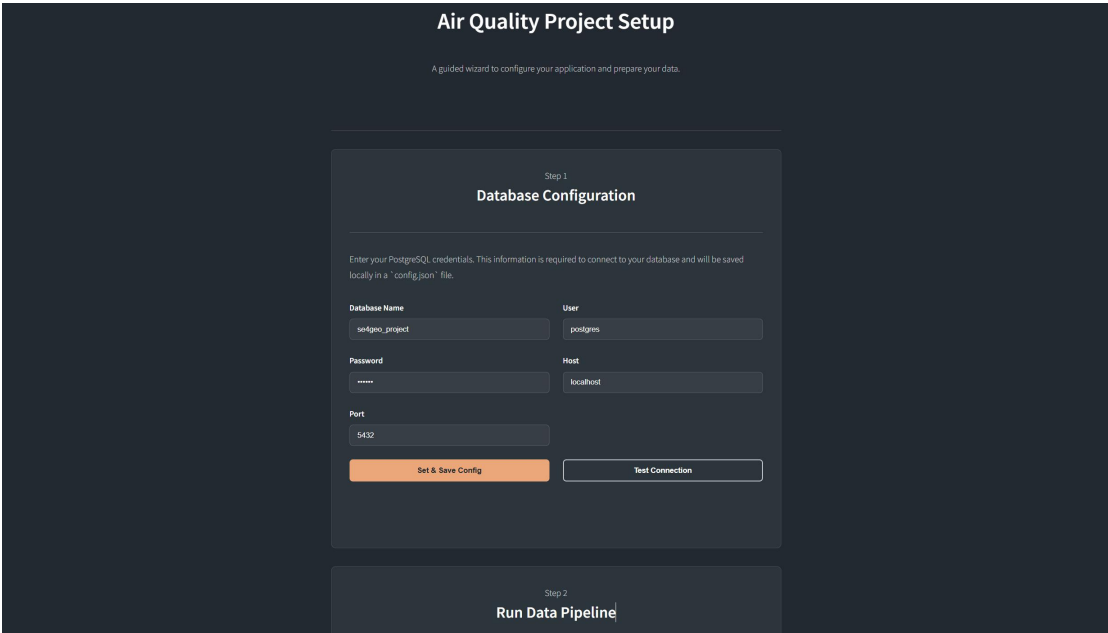 Air Quality Project Setup
A guided wizard to configure your application and prepare your data.
Step 1
Database Configuration
Enter your PostgreSQL credentials. This information is required to connect to your database and will be saved
locally in a `config.json` file.
Database Name
User
se4geo_project
postgres
Password
Host
••••••
localhost
Port
5432
Set & Save Config
Test Connection
Step 2
Run Data Pipeline